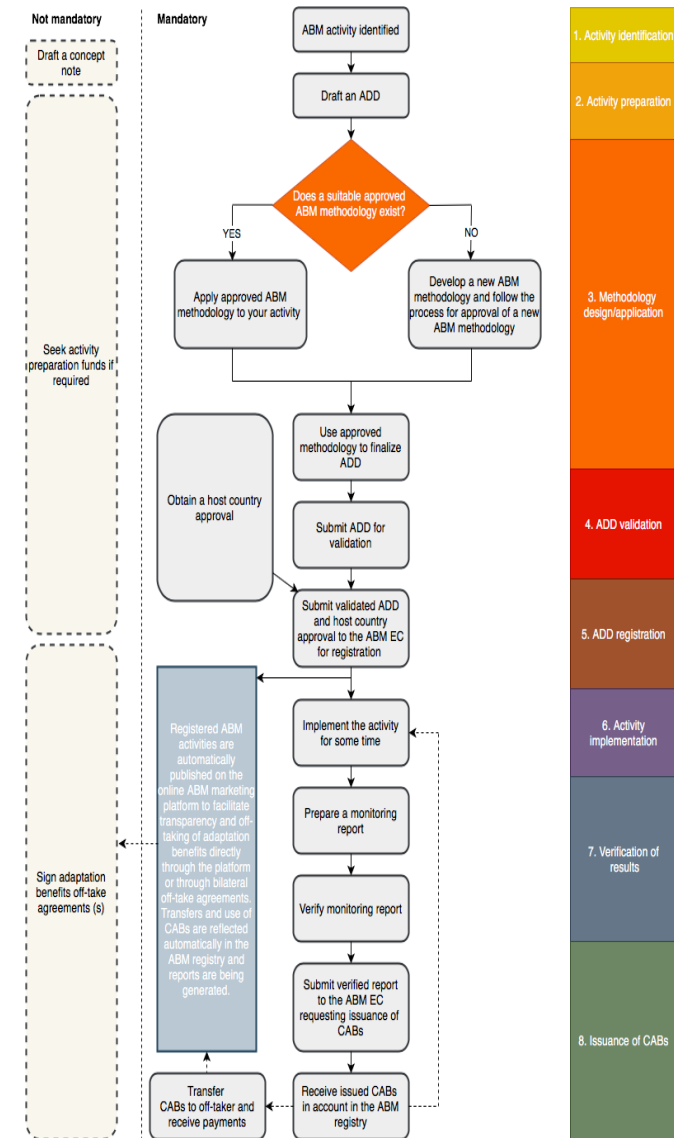 Not mandatory
Mandatory
ABM activity identified
1. Activity identification
Draft a concept
note
Draft an ADD
2. Activity preparation
Does a suitable approved
ABM methodology exist?
YES
NO
Apply approved ABM
methodology to your activity
Develop a new ABM
methodology and follow the
process for approval of a new
ABM methodology
3. Methodology
design/application
Seek activity
preparation funds if
required
Use approved
methodology to finalize
ADD
Obtain a host country
approval
Submit ADD for
validation
4. ADD validation
Submit validated ADD
and host country
approval to the ABM EC
for registration
5. ADD registration
Registered ABM
activities are
automatically
published on the
online ABM marketing
platform to facilitate
transparency and off-
taking of adaptation
benefits directly
through the platform
or through bilateral
off-take agreements.
Transfers and use of
CABs are reflected
automatically in the
ABM registry and
reports are being
generated.
Implement the activity
for some time
6. Activity
implementation
Prepare a monitoring
report
7. Verification of
results
Sign adaptation
benefits off-take
agreements (s)
Verify monitoring report
Submit verified report
to the ABM EC
requesting issuance of
CABs
8. Issuance of CABs
Transfer
CABs to off-taker and
receive payments
Receive issued CABs
in account in the ABM
registry